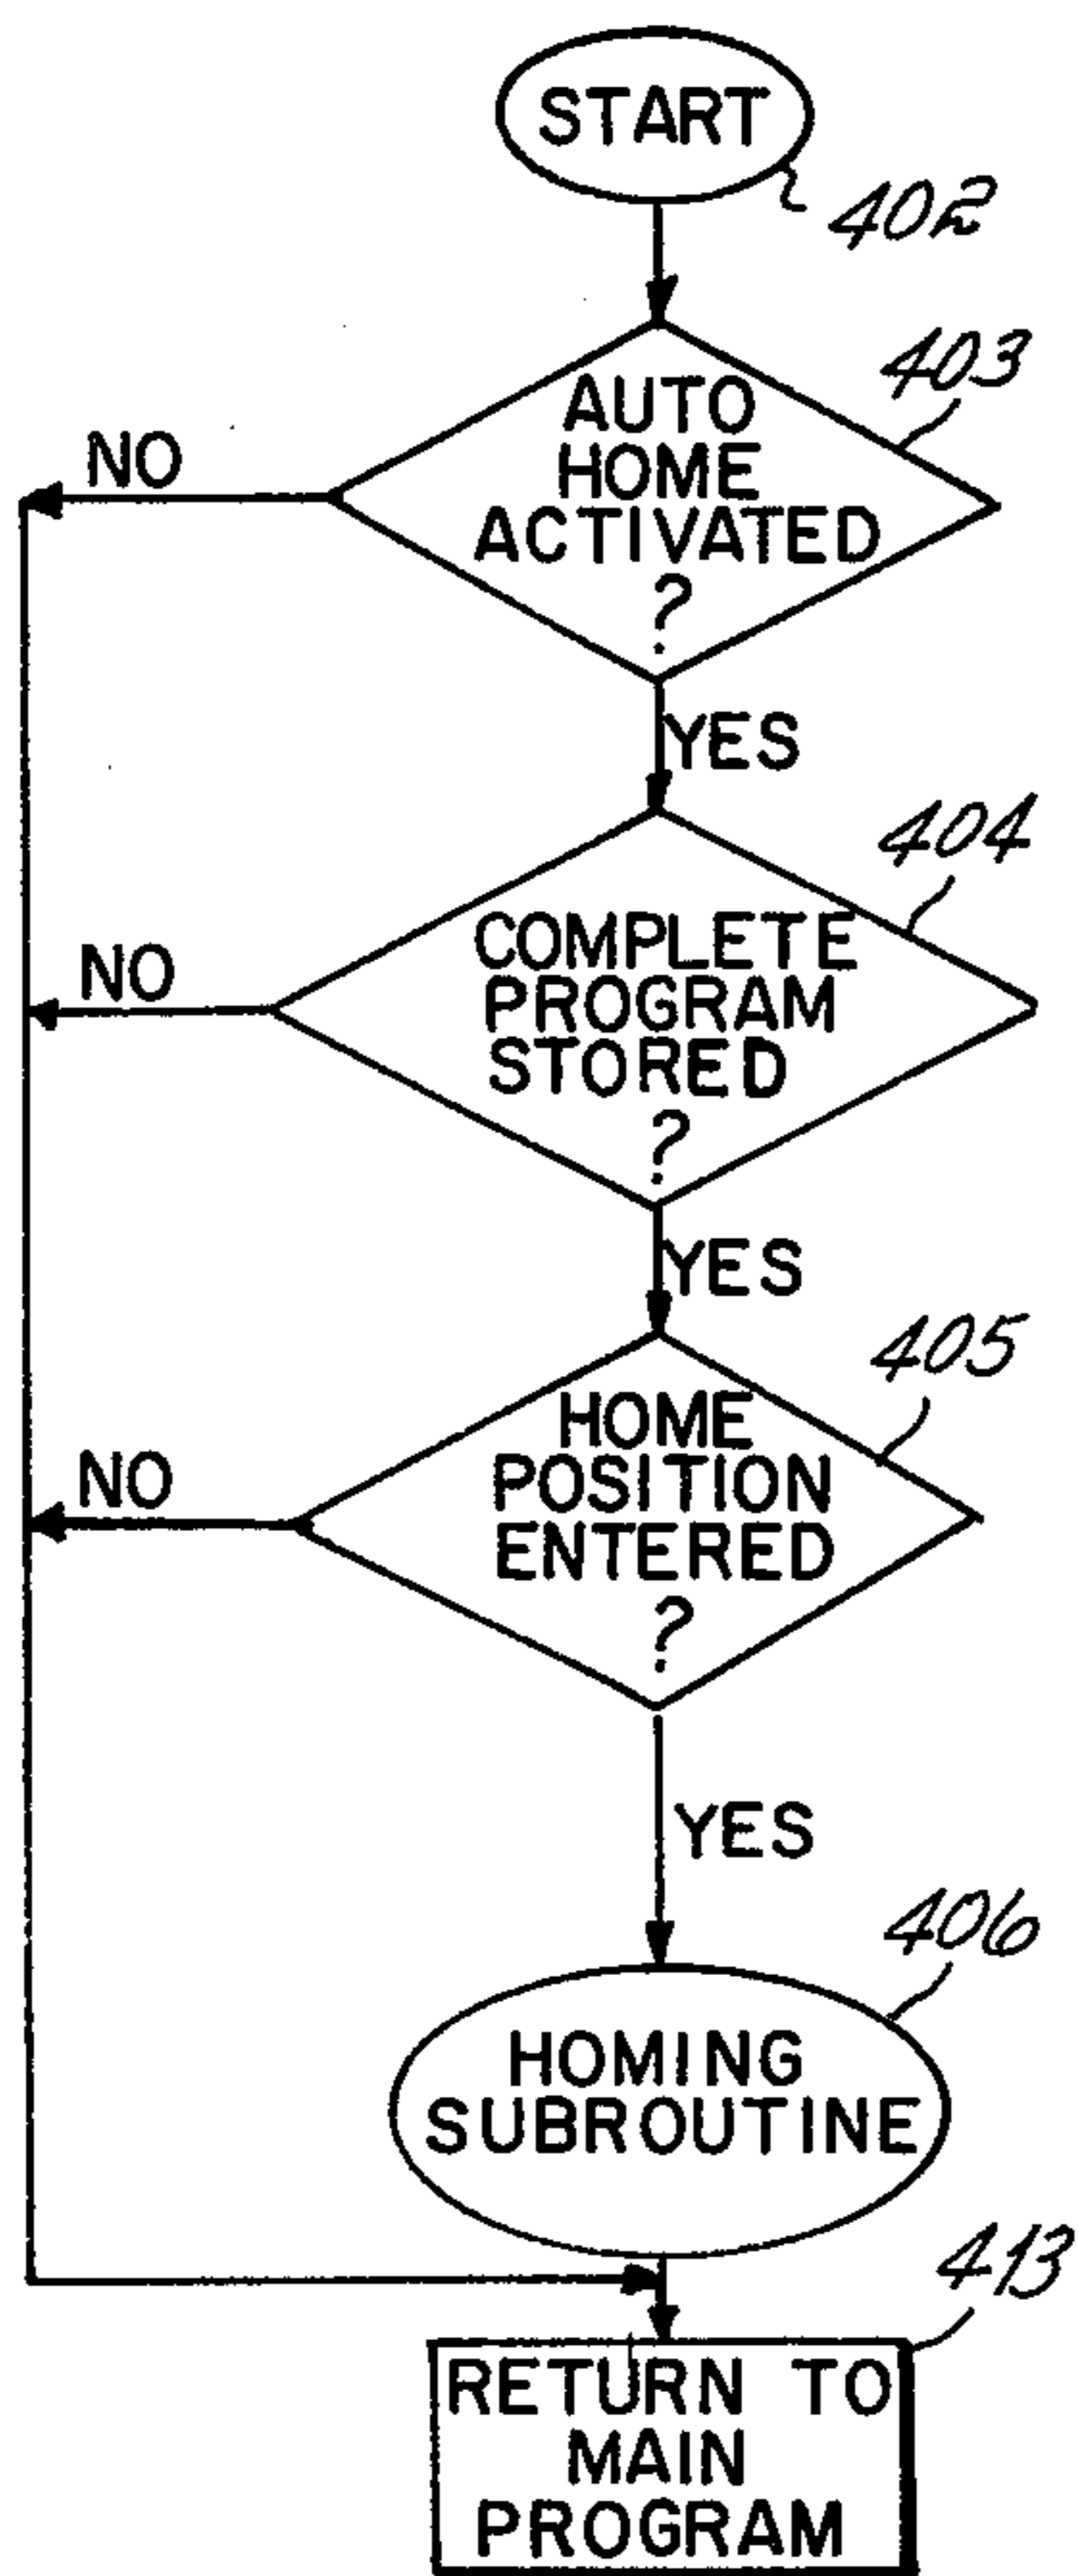 START
402
403
AUTO
HOME
ACTIVATED
?
NO
YES
404
COMPLETE
PROGRAM
STORED
?
NO
YES
405
HOME
POSITION
ENTERED
?
NO
YES
406
HOMING
SUBROUTINE
413
RETURN TO
MAIN
PROGRAM